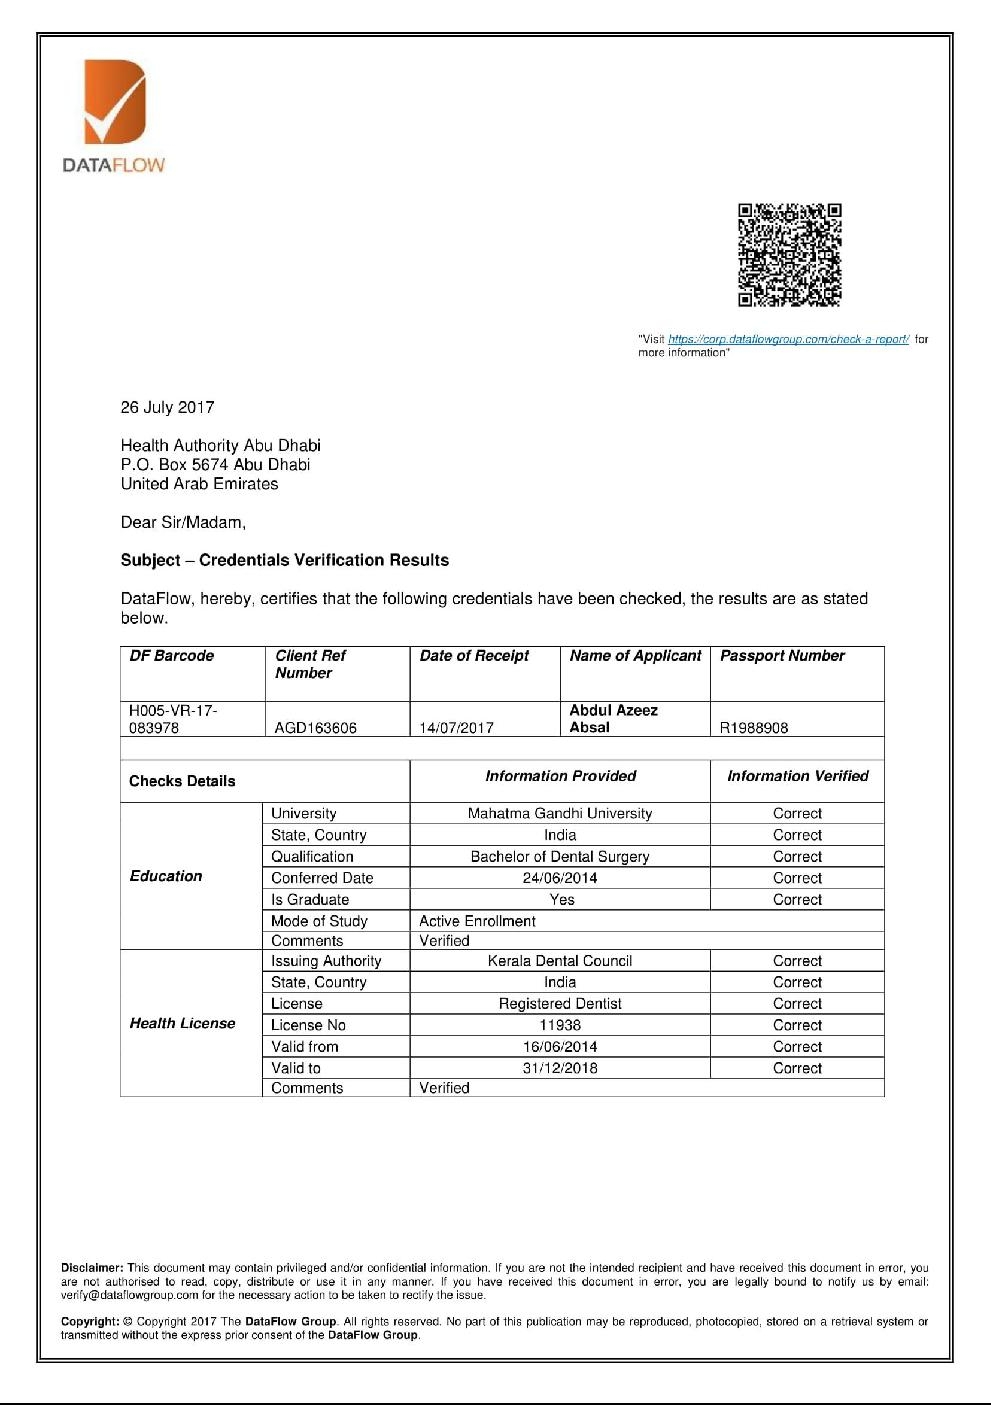 DATAFLOW
"Visit https://corp.dataflowgroup.com/check-a-report/ for
more information"
26 July 2017
Health Authority Abu Dhabi
P.O. Box 5674 Abu Dhabi
United Arab Emirates
Dear Sir/Madam,
Subject – Credentials Verification Results
DataFlow, hereby, certifies that the following credentials have been checked, the results are as stated
below.
DF Barcode Client Ref Date of Receipt Name of Applicant Passport Number
Number
H005-VR-17- Abdul Azeez
083978 AGD163606 14/07/2017 Absal R1988908
Checks Details Information Provided Information Verified
University Mahatma Gandhi University Correct
State, Country India Correct
Qualification Bachelor of Dental Surgery Correct
Education Conferred Date 24/06/2014 Correct
Is Graduate Yes Correct
Mode of Study Active Enrollment
Comments Verified
Issuing Authority Kerala Dental Council Correct
State, Country India Correct
License Registered Dentist Correct
Health License License No 11938 Correct
Valid from 16/06/2014 Correct
Valid to 31/12/2018 Correct
Comments Verified
Disclaimer: This document may contain privileged and/or confidential information. If you are not the intended recipient and have received this document in error, you
are not authorised to read, copy, distribute or use it in any manner. If you have received this document in error, you are legally bound to notify us by email:
verify@dataflowgroup.com for the necessary action to be taken to rectify the issue.
Copyright: © Copyright 2017 The DataFlow Group. All rights reserved. No part of this publication may be reproduced, photocopied, stored on a retrieval system or
transmitted without the express prior consent of the DataFlow Group.